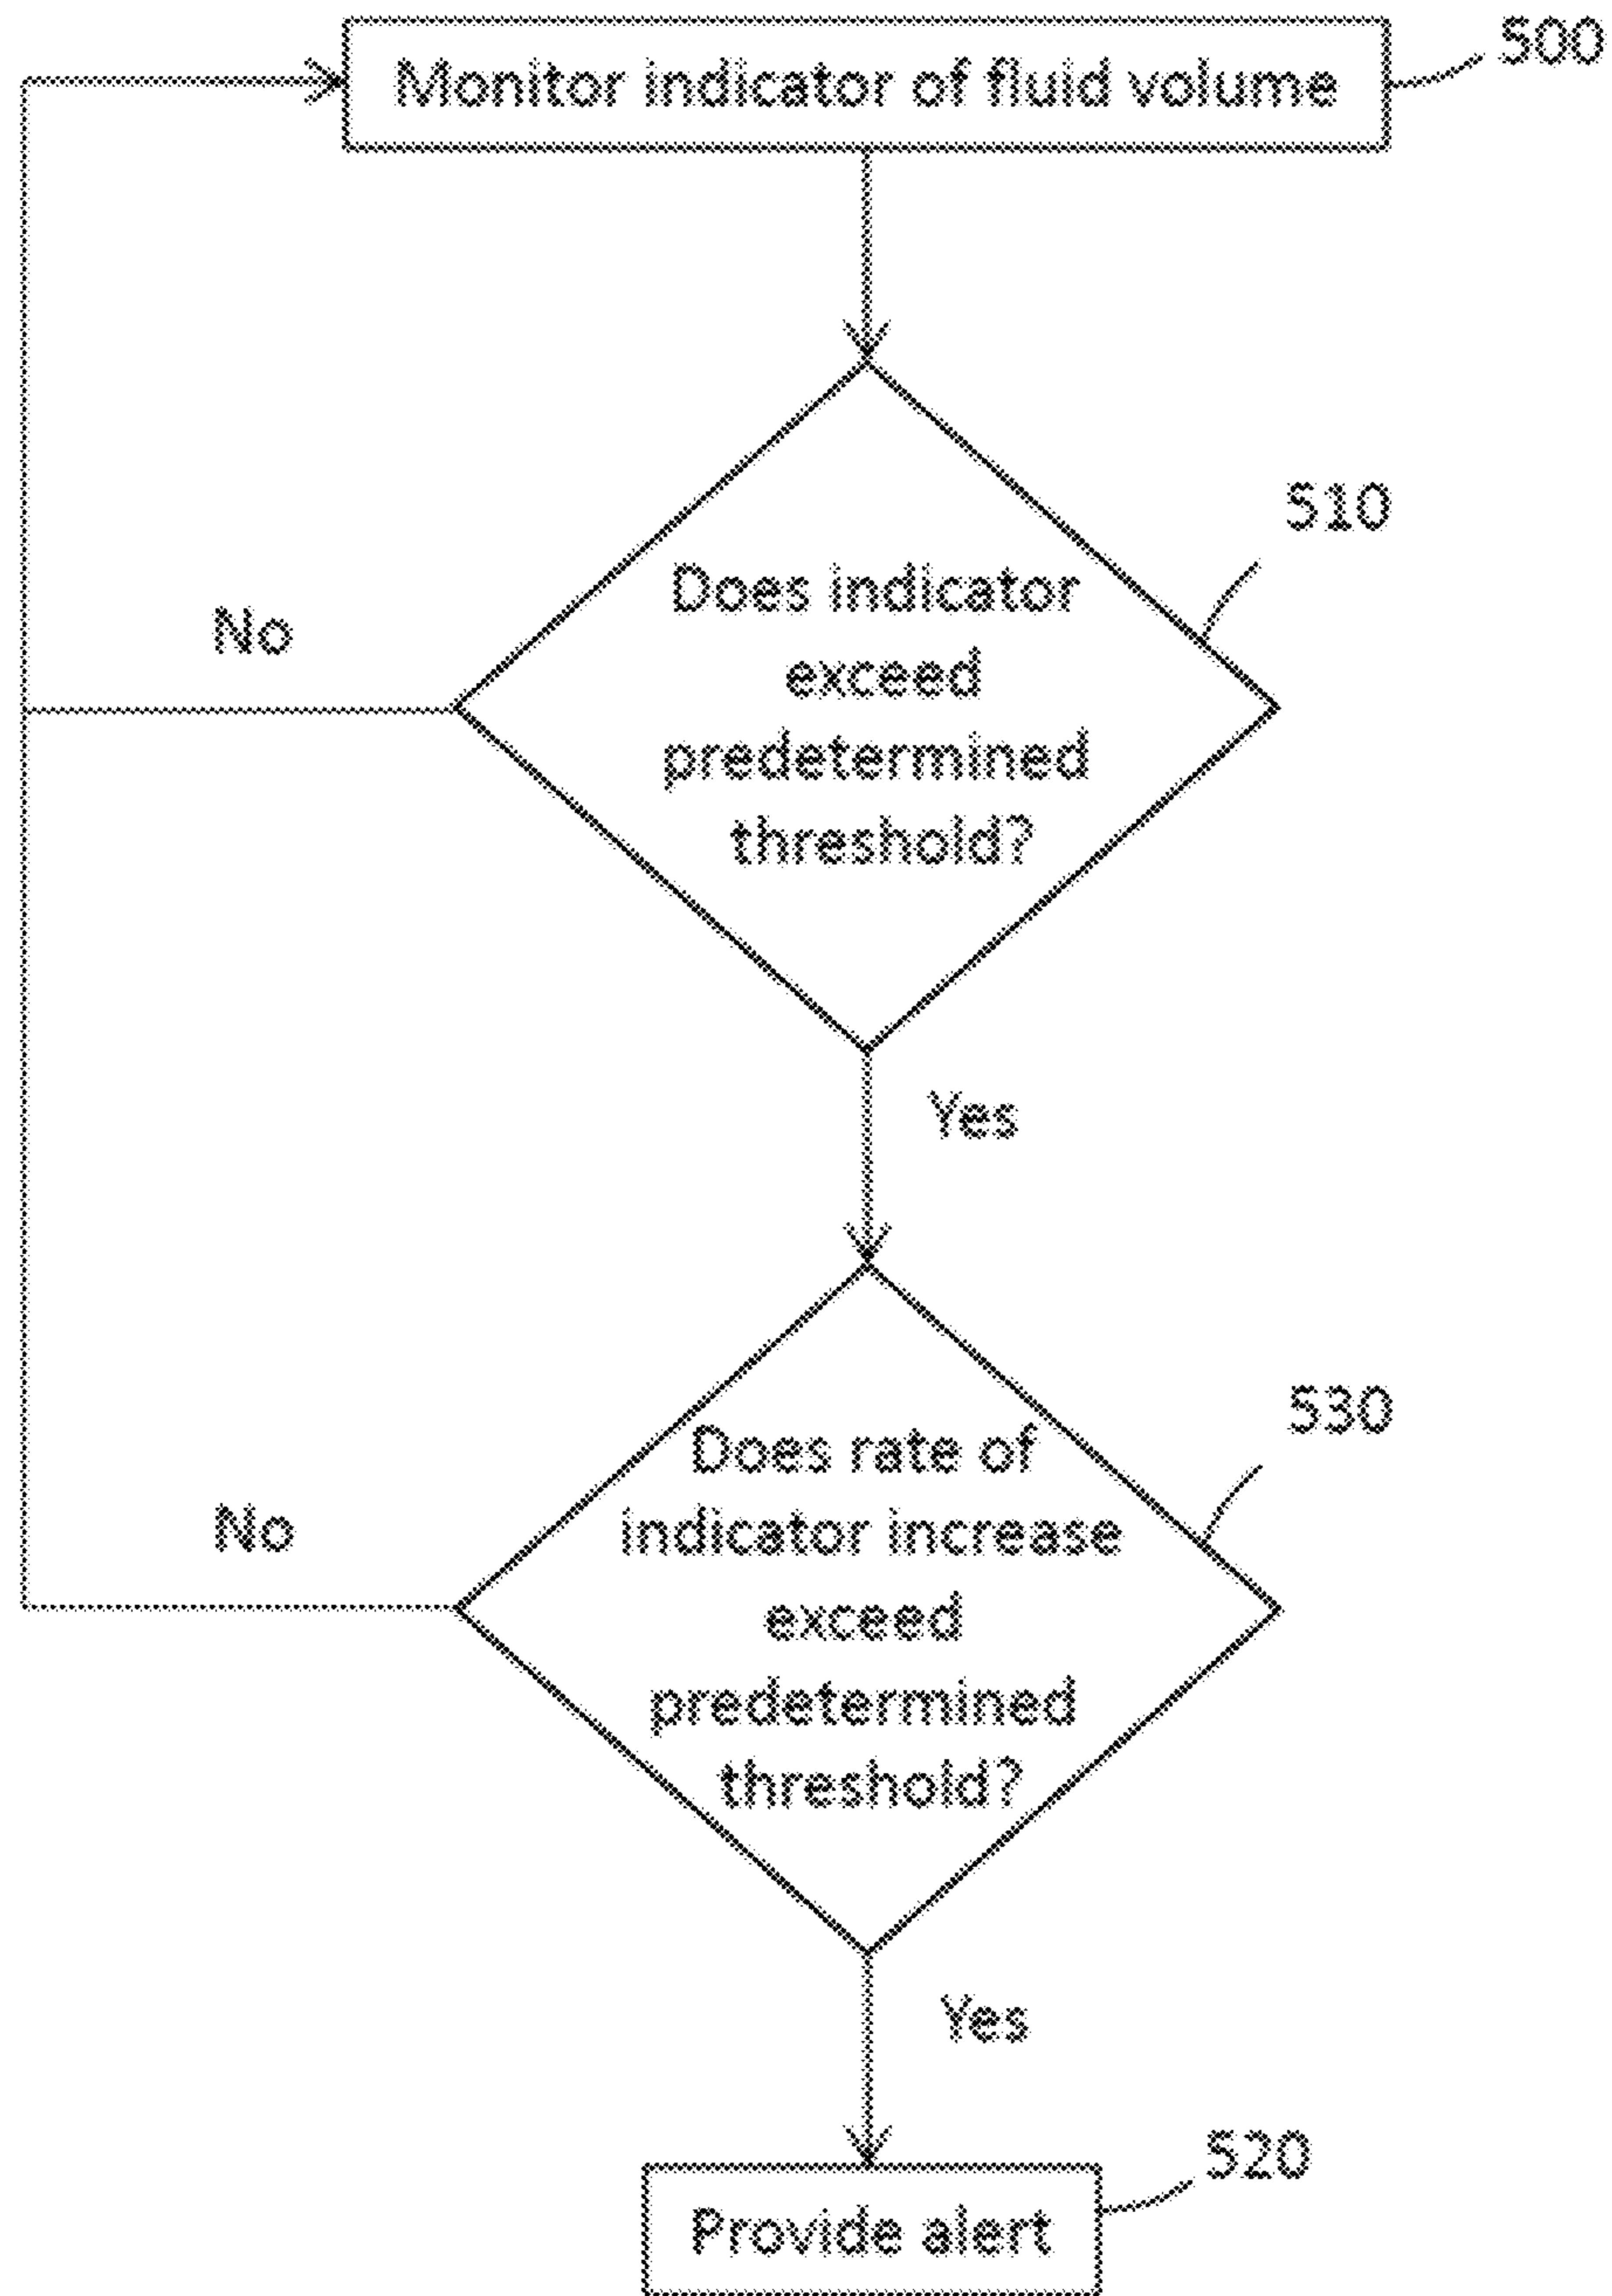 Monitor indicator of fluid volume
500
510
Does indicator
exceed
predetermined
threshold?
No
Yes
530
Does rate of
indicator increase
exceed
predetermined
threshold?
No
Yes
520
Provide alert